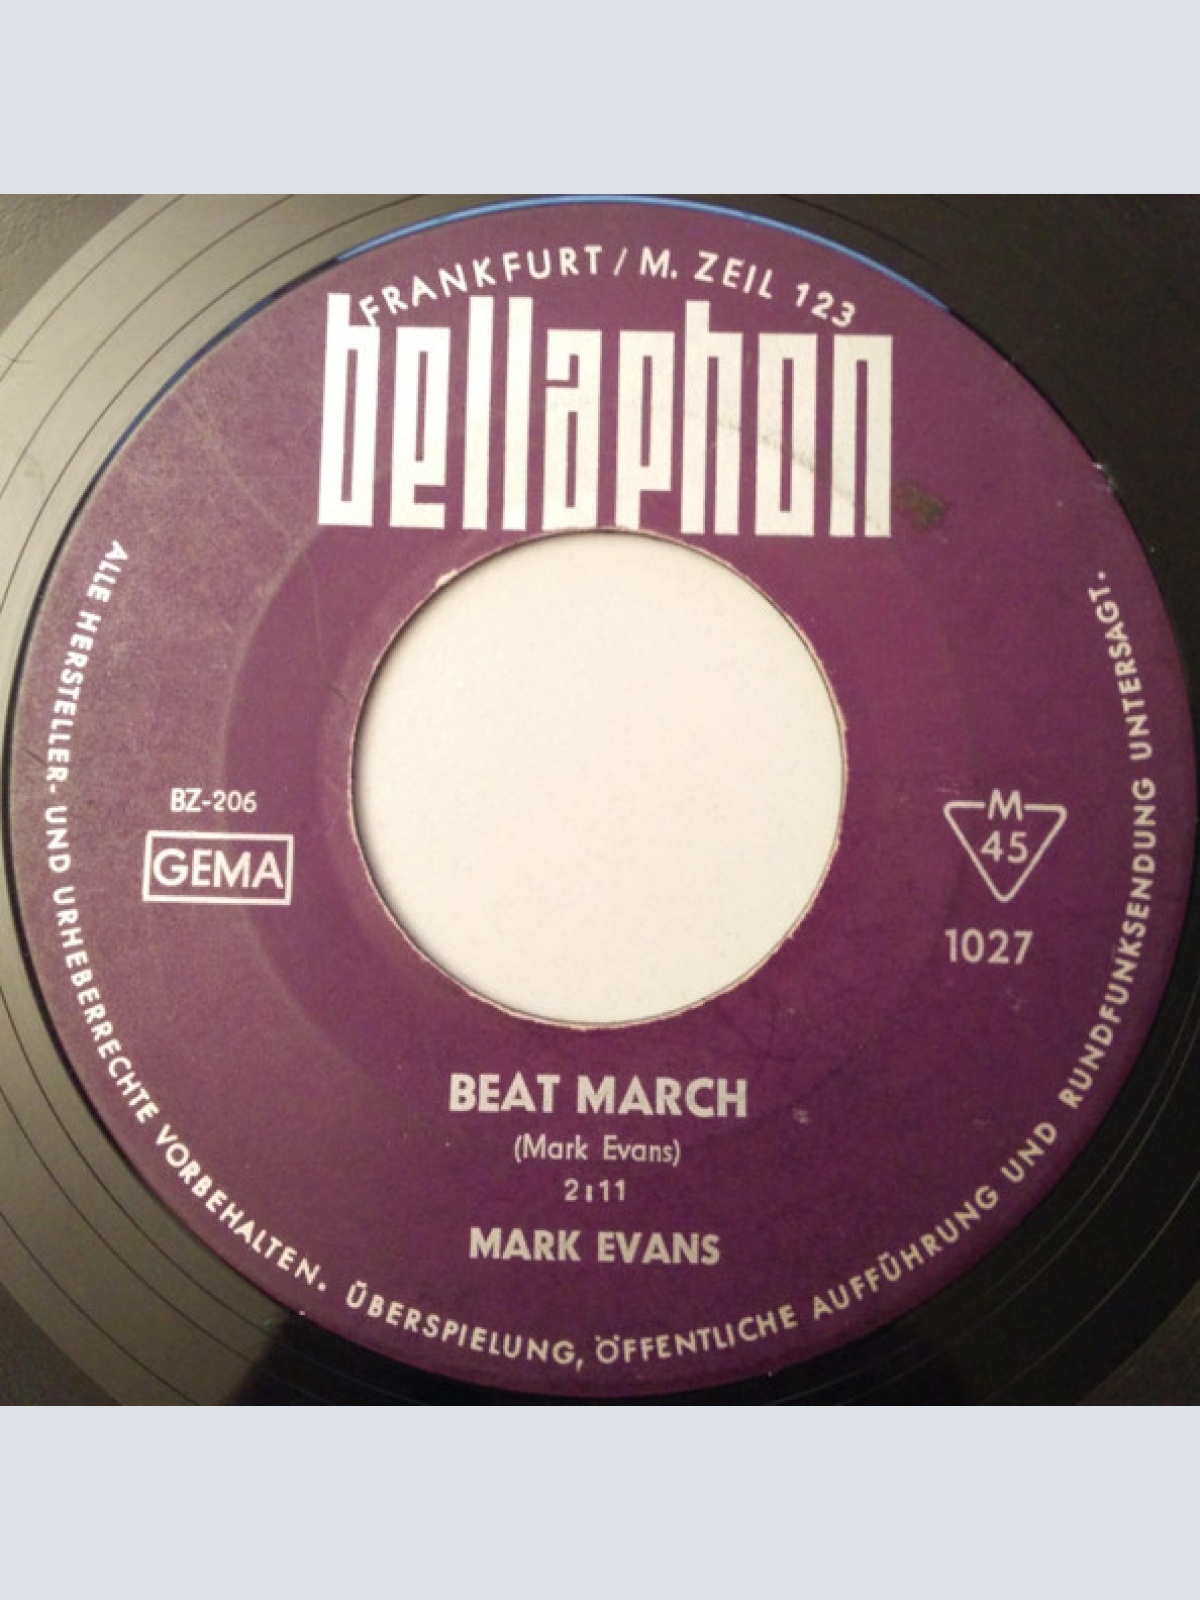 FRANKFURT / M. ZEIL 123
bellaphon
BZ-206
GEMA
M
45
1027
BEAT MARCH
(Mark Evans)
2:11
MARK EVANS
ALLE HERSTELLER- UND URHEBERRECHTE VORBEHALTEN. ÜBERSPIELUNG, ÖFFENTLICHE AUFFÜHRUNG UND RUNDFUNKSENDUNG UNTERSAGT.